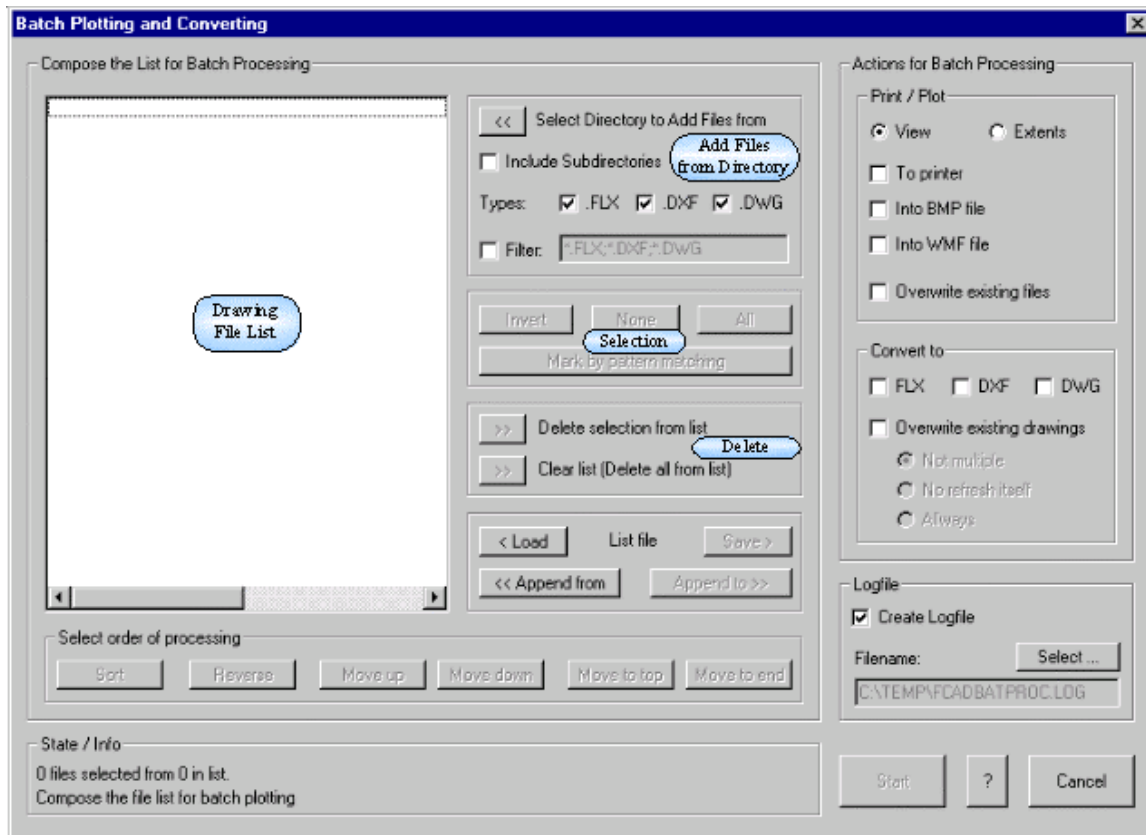 Batch Plotting and Converting
Compose the List for Batch Processing
Drawing
File List
<< Select Directory to Add Files from
Include Subdirectories
Add Files
from Directory
Types: .FLX .DXF .DWG
Filter: *.FLX;*.DXF;*.DWG
Invert None All
Selection
Mark by pattern matching
>> Delete selection from list
Delete
>> Clear list (Delete all from list)
< Load List file Save >
<< Append from Append to >>
Select order of processing
Sort Reverse Move up Move down Move to top Move to end
State / Info
0 files selected from 0 in list.
Compose the file list for batch plotting
Actions for Batch Processing
Print / Plot
View Extents
To printer
Into BMP file
Into WMF file
Overwrite existing files
Convert to
FLX DXF DWG
Overwrite existing drawings
Not multiple
No refresh itself
Always
Logfile
Create Logfile
Filename: Select ...
C:\TEMP\FCADBATPROC.LOG
Start ? Cancel